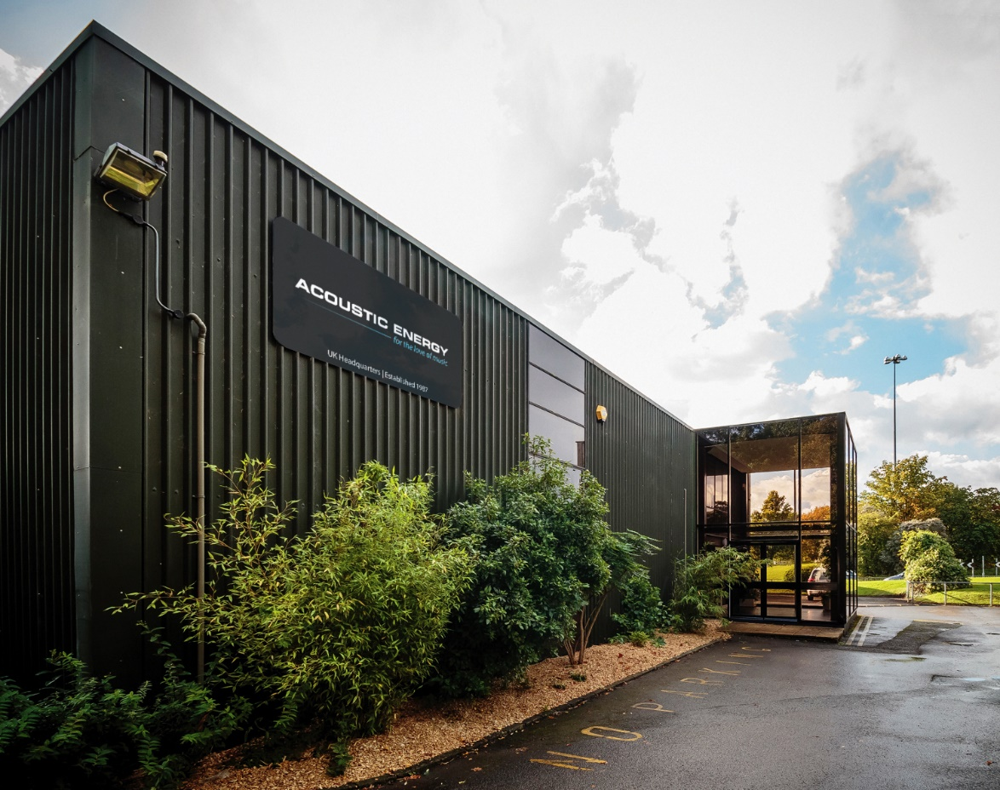 ACOUSTIC ENERGY
for the love of music
UK Headquarters | Established 1987
NO PARKING